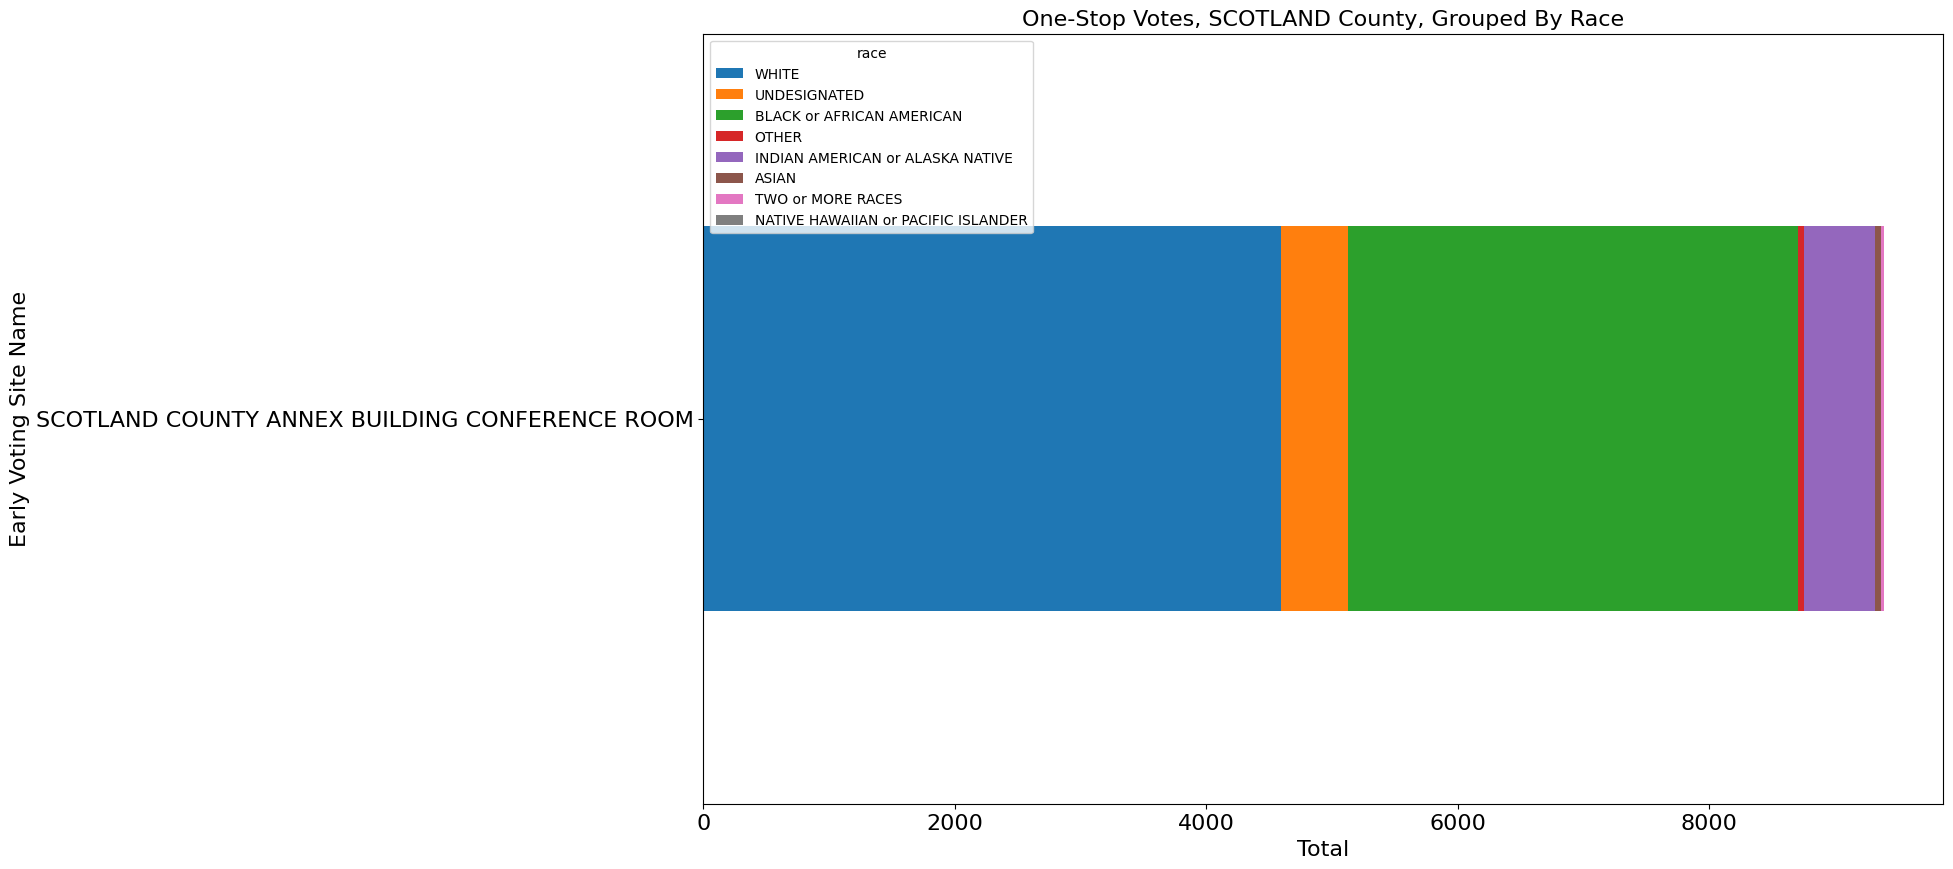 One-Stop Votes, SCOTLAND County, Grouped By Race
race
WHITE
UNDESIGNATED
BLACK or AFRICAN AMERICAN
OTHER
INDIAN AMERICAN or ALASKA NATIVE
ASIAN
TWO or MORE RACES
NATIVE HAWAIIAN or PACIFIC ISLANDER
Early Voting Site Name
SCOTLAND COUNTY ANNEX BUILDING CONFERENCE ROOM
0 2000 4000 6000 8000
Total